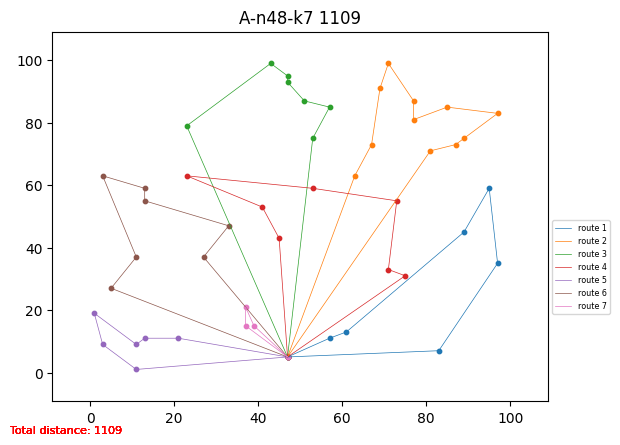 A-n48-k7 1109
100
80
60
40
20
0
0
20
40
60
80
100
route 1
route 2
route 3
route 4
route 5
route 6
route 7
Total distance: 1109